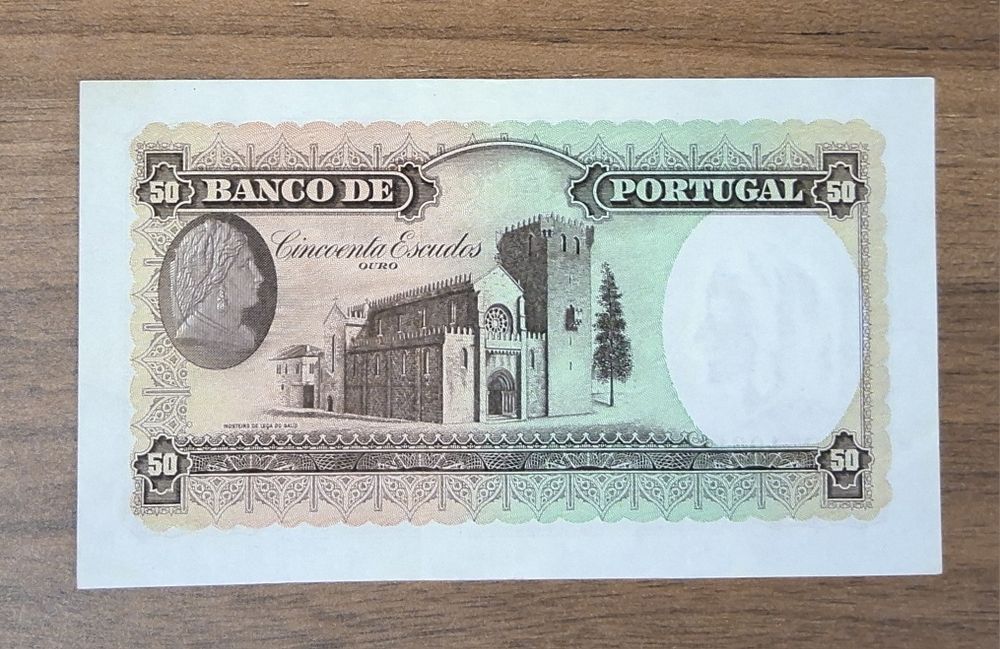 50 BANCO DE PORTUGAL 50
Cincoenta Escudos
OURO
MOSTEIRO DE LEÇA DO BALIO
50 50